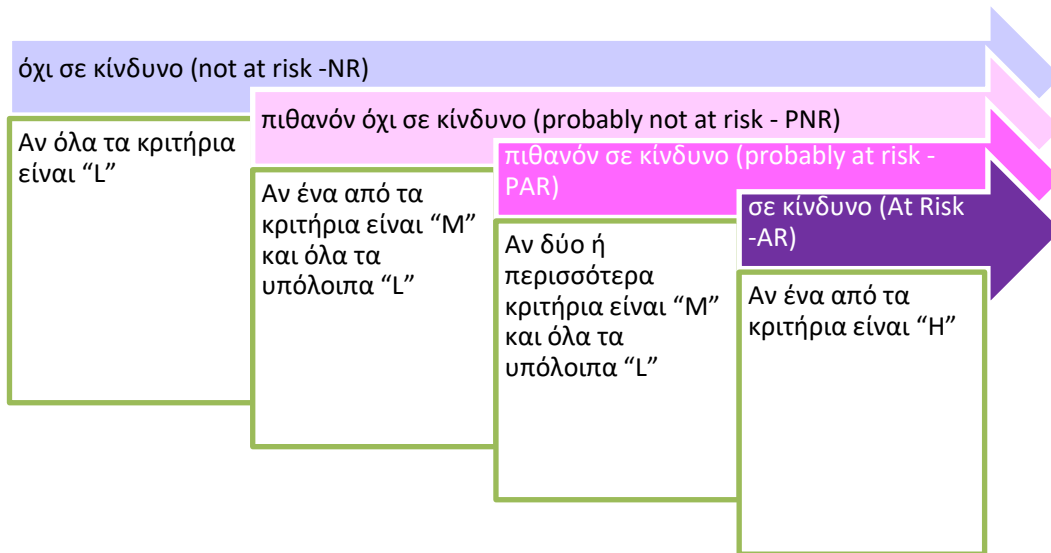 όχι σε κίνδυνο (not at risk -NR)
Αν όλα τα κριτήρια
είναι “L”
πιθανόν όχι σε κίνδυνο (probably not at risk - PNR)
Αν ένα από τα
κριτήρια είναι “M”
και όλα τα
υπόλοιπα “L”
πιθανόν σε κίνδυνο (probably at risk -
PAR)
Αν δύο ή
περισσότερα
κριτήρια είναι “M”
και όλα τα
υπόλοιπα “L”
σε κίνδυνο (At Risk
-AR)
Αν ένα από τα
κριτήρια είναι “H”